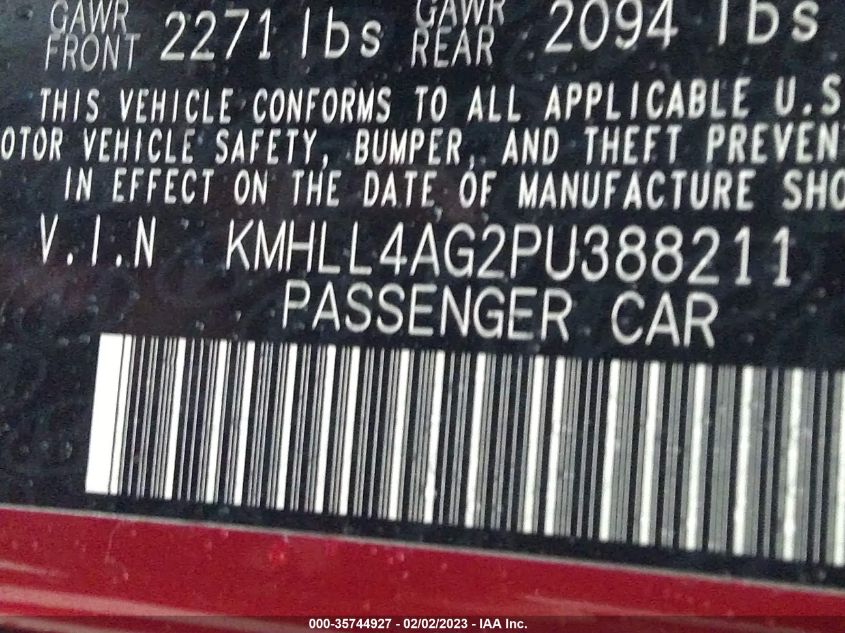 GAWR FRONT 2271 lbs GAWR REAR 2094 lbs
THIS VEHICLE CONFORMS TO ALL APPLICABLE U.S
OTOR VEHICLE SAFETY, BUMPER, AND THEFT PREVEN
IN EFFECT ON THE DATE OF MANUFACTURE SHO
V.I.N KMHLL4AG2PU388211
PASSENGER CAR
000-35744927 - 02/02/2023 - IAA Inc.